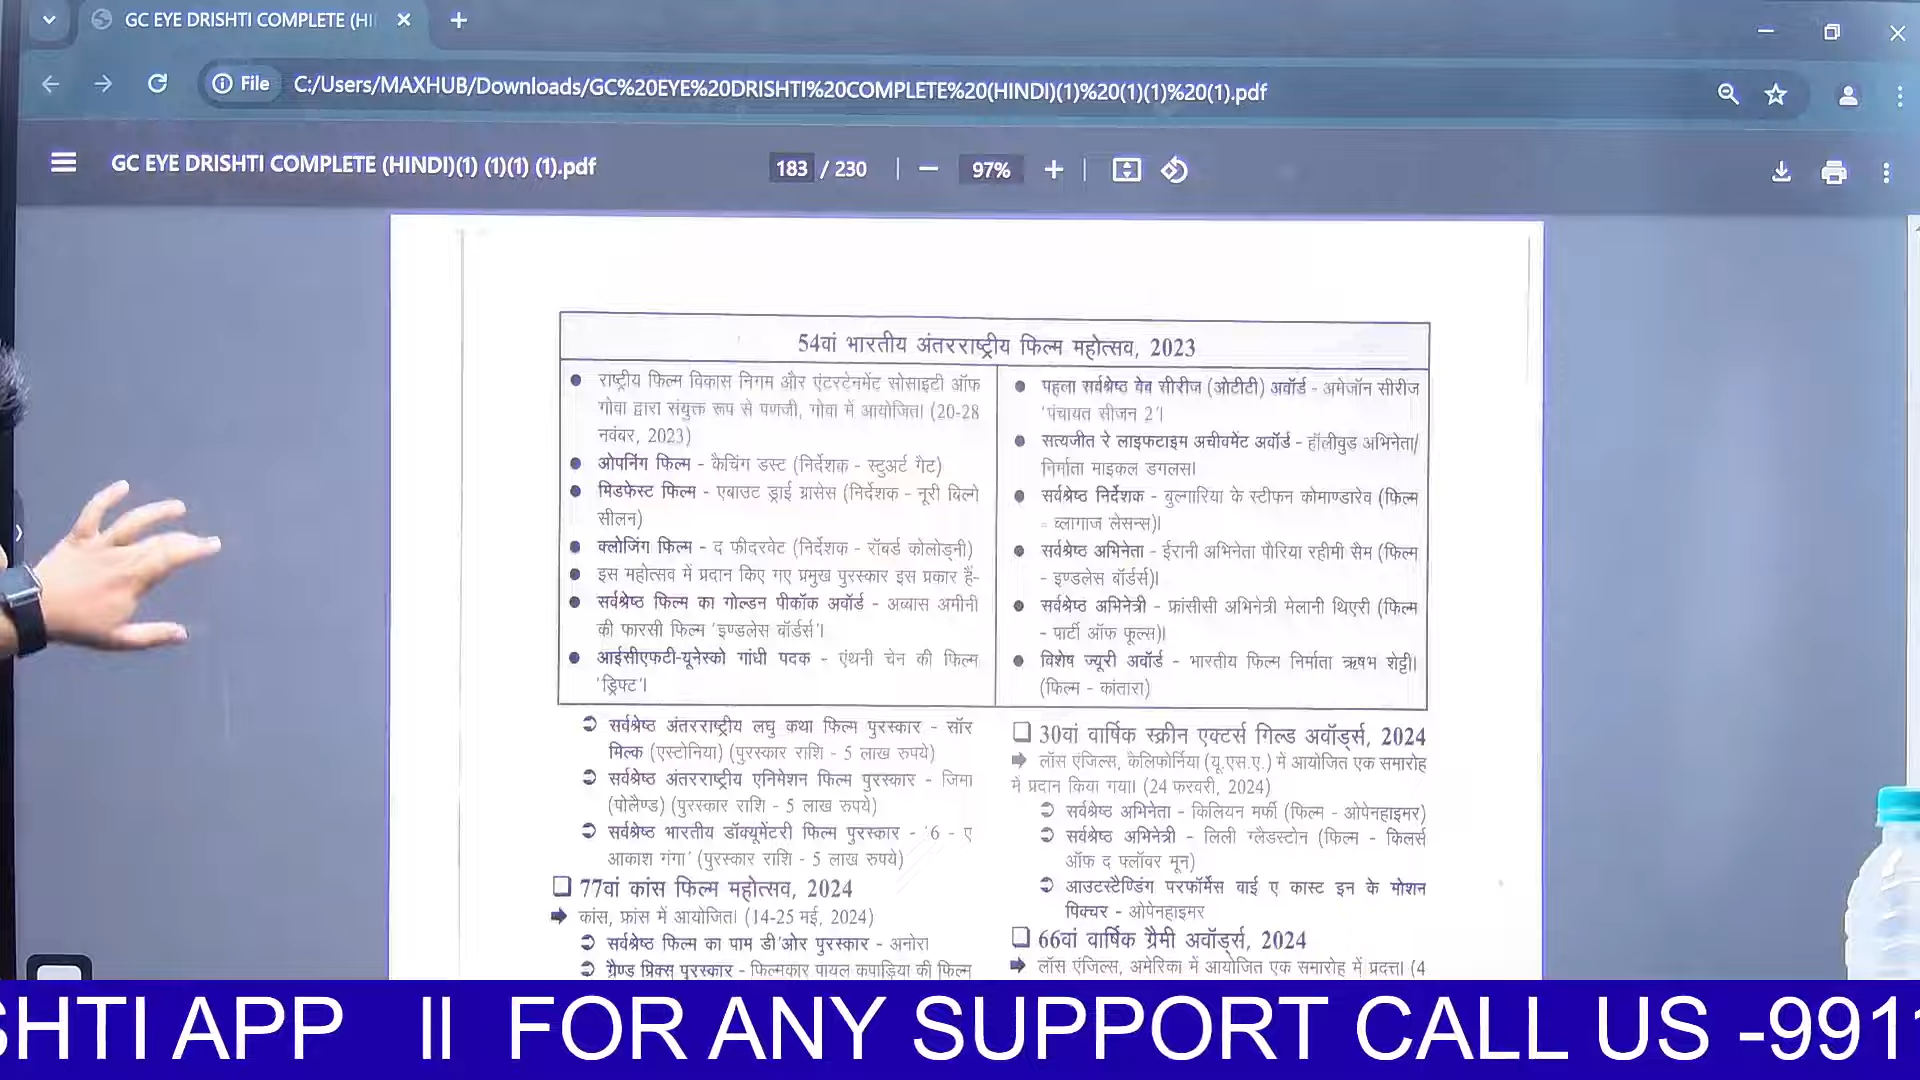 GC EYE DRISHTI COMPLETE (HI
File
C:/Users/MAXHUB/Downloads/GC%20EYE%20DRISHTI%20COMPLETE%20(HINDI)(1)%20(1)(1)%20(1).pdf
GC EYE DRISHTI COMPLETE (HINDI)(1) (1)(1) (1).pdf
183 / 230
97%
54वां भारतीय अंतरराष्ट्रीय फिल्म महोत्सव, 2023
राष्ट्रीय फिल्म विकास निगम और एंटरटेनमेंट सोसाइटी ऑफ
गोवा द्वारा संयुक्त रूप से पणजी, गोवा में आयोजित। (20-28
नवंबर, 2023)
ओपनिंग फिल्म - कैचिंग डस्ट (निर्देशक - स्टुअर्ट गैट)
मिडफेस्ट फिल्म - एबाउट ड्राई ग्रासेस (निर्देशक - नूरी बिल्गे
सीलन)
क्लोजिंग फिल्म - द फीदरवेट (निर्देशक - रॉबर्ड कोलोड्नी)
इस महोत्सव में प्रदान किए गए प्रमुख पुरस्कार इस प्रकार हैं-
सर्वश्रेष्ठ फिल्म का गोल्डन पीकॉक अवॉर्ड - अब्बास अमीनी
की फारसी फिल्म 'इण्डलेस बॉर्डर्स'।
आईसीएफटी-यूनेस्को गांधी पदक - एंथनी चेन की फिल्म
'ड्रिफ्ट'।
पहला सर्वश्रेष्ठ वेब सीरीज (ओटीटी) अवॉर्ड - अमेजॉन सीरीज
'पंचायत सीजन 2'।
सत्यजीत रे लाइफटाइम अचीवमेंट अवॉर्ड - हॉलीवुड अभिनेता/
निर्माता माइकल डगलस।
सर्वश्रेष्ठ निर्देशक - बुल्गारिया के स्टीफन कोमाण्डारेव (फिल्म
- ब्लागाज लेसन्स)।
सर्वश्रेष्ठ अभिनेता - ईरानी अभिनेता पौरिया रहीमी सैम (फिल्म
- इण्डलेस बॉर्डर्स)।
सर्वश्रेष्ठ अभिनेत्री - फ्रांसीसी अभिनेत्री मेलानी थिएरी (फिल्म
- पार्टी ऑफ फूल्स)।
विशेष ज्यूरी अवॉर्ड - भारतीय फिल्म निर्माता ऋषभ शेट्टी।
(फिल्म - कांतारा)
सर्वश्रेष्ठ अंतरराष्ट्रीय लघु कथा फिल्म पुरस्कार - सॉर
मिल्क (एस्टोनिया) (पुरस्कार राशि - 5 लाख रुपये)
सर्वश्रेष्ठ अंतरराष्ट्रीय एनिमेशन फिल्म पुरस्कार - जिमा
(पोलैण्ड) (पुरस्कार राशि - 5 लाख रुपये)
सर्वश्रेष्ठ भारतीय डॉक्यूमेंटरी फिल्म पुरस्कार - '6 - ए
आकाश गंगा' (पुरस्कार राशि - 5 लाख रुपये)
77वां कांस फिल्म महोत्सव, 2024
कांस, फ्रांस में आयोजित। (14-25 मई, 2024)
सर्वश्रेष्ठ फिल्म का पाम डी'ओर पुरस्कार - अनोरा
ग्रैण्ड प्रिक्स पुरस्कार - फिल्मकार पायल कपाड़िया की फिल्म
30वां वार्षिक स्क्रीन एक्टर्स गिल्ड अवॉर्ड्स, 2024
लॉस एंजिल्स, केलिफोर्निया (यू.एस.ए.) में आयोजित एक समारोह
में प्रदान किया गया। (24 फरवरी, 2024)
सर्वश्रेष्ठ अभिनेता - किलियन मर्फी (फिल्म - ओपेनहाइमर)
सर्वश्रेष्ठ अभिनेत्री - लिली ग्लैडस्टोन (फिल्म - किलर्स
ऑफ द फ्लॉवर मून)
आउटस्टैण्डिंग परफॉर्मेंस बाई ए कास्ट इन के मोशन
पिक्चर - ओपेनहाइमर
66वां वार्षिक ग्रैमी अवॉर्ड्स, 2024
लॉस एंजिल्स, अमेरिका में आयोजित एक समारोह में प्रदत्त। (4
SHTI APP II FOR ANY SUPPORT CALL US -991